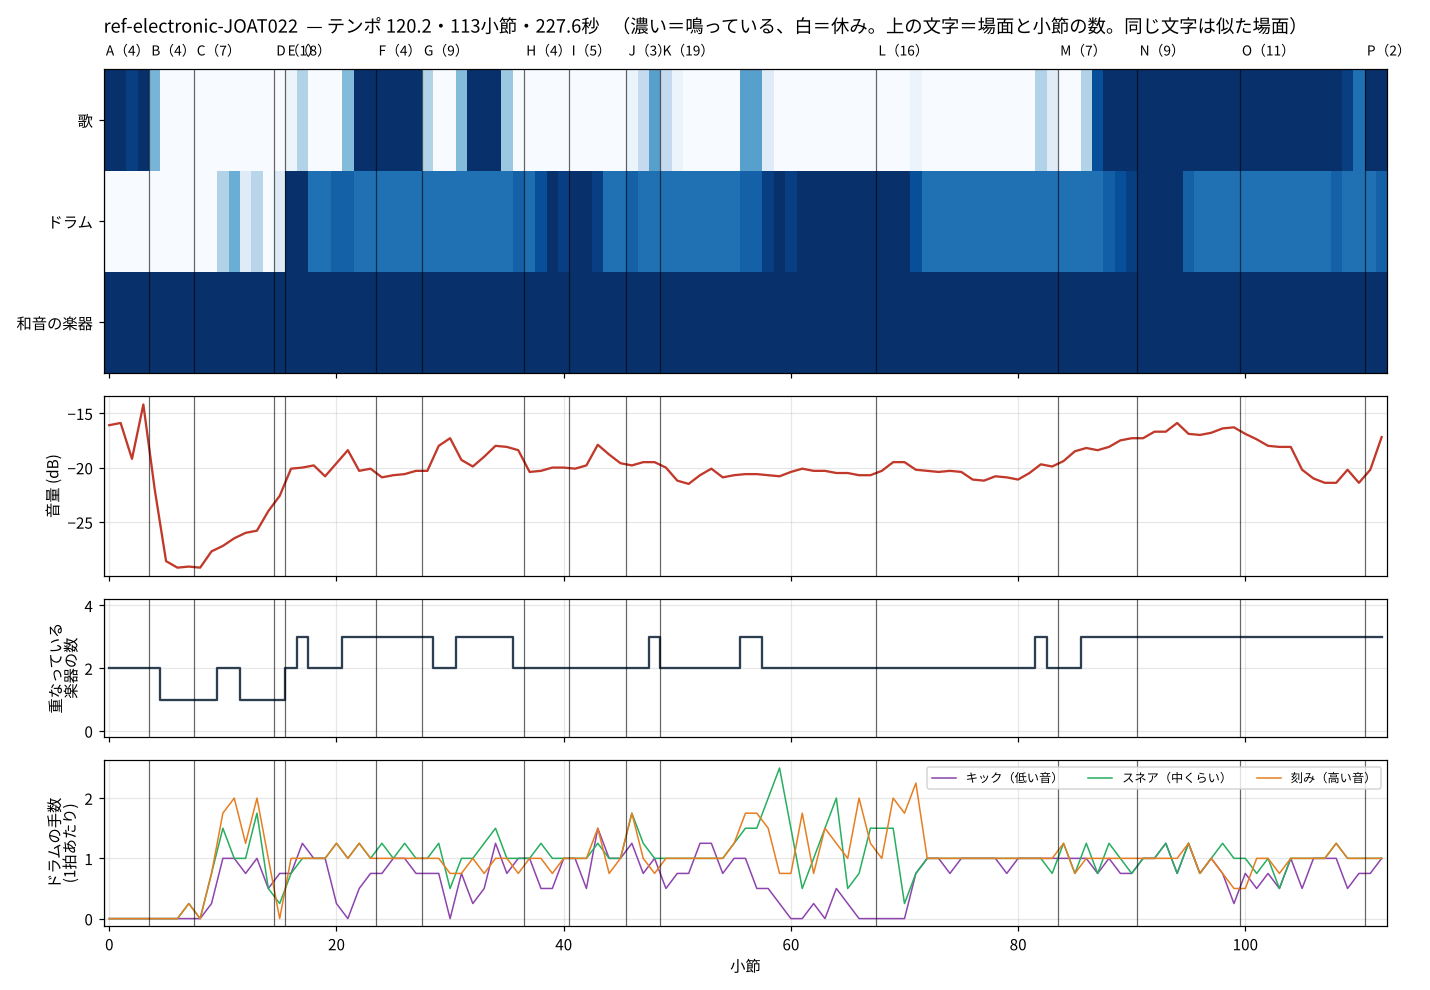 ref-electronic-JOAT022 — テンポ 120.2・113小節・227.6秒 （濃い＝鳴っている、白＝休み。上の文字＝場面と小節の数。同じ文字は似た場面）
A（4） B（4） C（7） D E（18） F（4） G（9） H（4） I（5） J（3） K（19） L（16） M（7） N（9） O（11） P（2）
歌
ドラム
和音の楽器
音量 (dB)
−15
−20
−25
重なっている
楽器の数
4
2
0
ドラムの手数
(1拍あたり)
2
1
0
キック（低い音） スネア（中くらい） 刻み（高い音）
0 20 40 60 80 100
小節